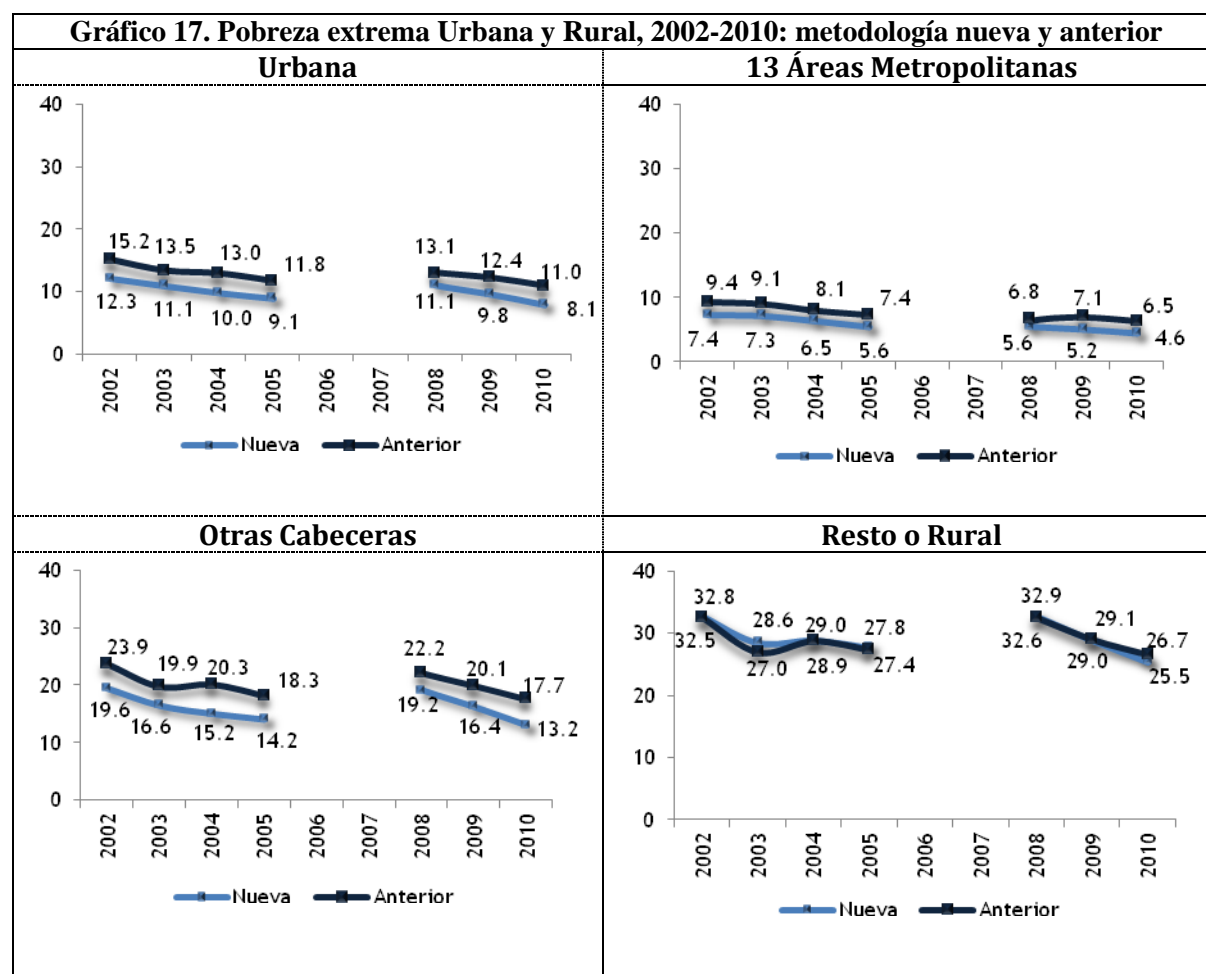 Gráfico 17. Pobreza extrema Urbana y Rural, 2002-2010: metodología nueva y anterior
Urbana
40
30
20
10
0
15.2 13.5 13.0 11.8 13.1 12.4 11.0
12.3 11.1 10.0 9.1 11.1 9.8 8.1
2002 2003 2004 2005 2006 2007 2008 2009 2010
Nueva Anterior
13 Áreas Metropolitanas
40
30
20
10
0
9.4 9.1 8.1 7.4 6.8 7.1 6.5
7.4 7.3 6.5 5.6 5.6 5.2 4.6
2002 2003 2004 2005 2006 2007 2008 2009 2010
Nueva Anterior
Otras Cabeceras
40
30
20
10
0
23.9 19.9 20.3 18.3 22.2 20.1 17.7
19.6 16.6 15.2 14.2 19.2 16.4 13.2
2002 2003 2004 2005 2006 2007 2008 2009 2010
Nueva Anterior
Resto o Rural
40
30
20
10
0
32.8 28.6 29.0 27.8 32.9 29.1 26.7
32.5 27.0 28.9 27.4 32.6 29.0 25.5
2002 2003 2004 2005 2006 2007 2008 2009 2010
Nueva Anterior